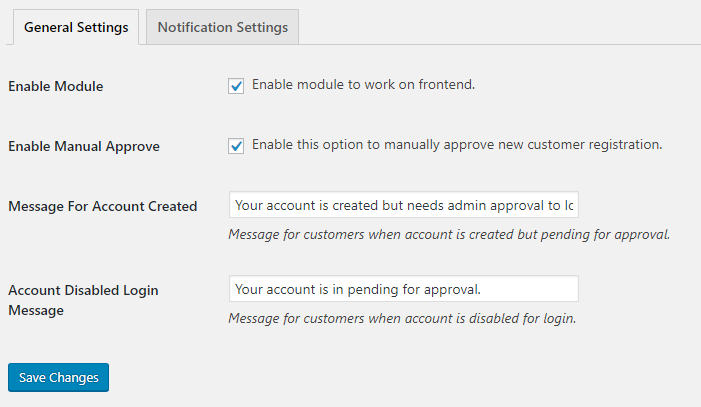 General Settings
Notification Settings
Enable Module
Enable module to work on frontend.
Enable Manual Approve
Enable this option to manually approve new customer registration.
Message For Account Created
Your account is created but needs admin approval to lo
Message for customers when account is created but pending for approval.
Account Disabled Login
Message
Your account is in pending for approval.
Message for customers when account is disabled for login.
Save Changes